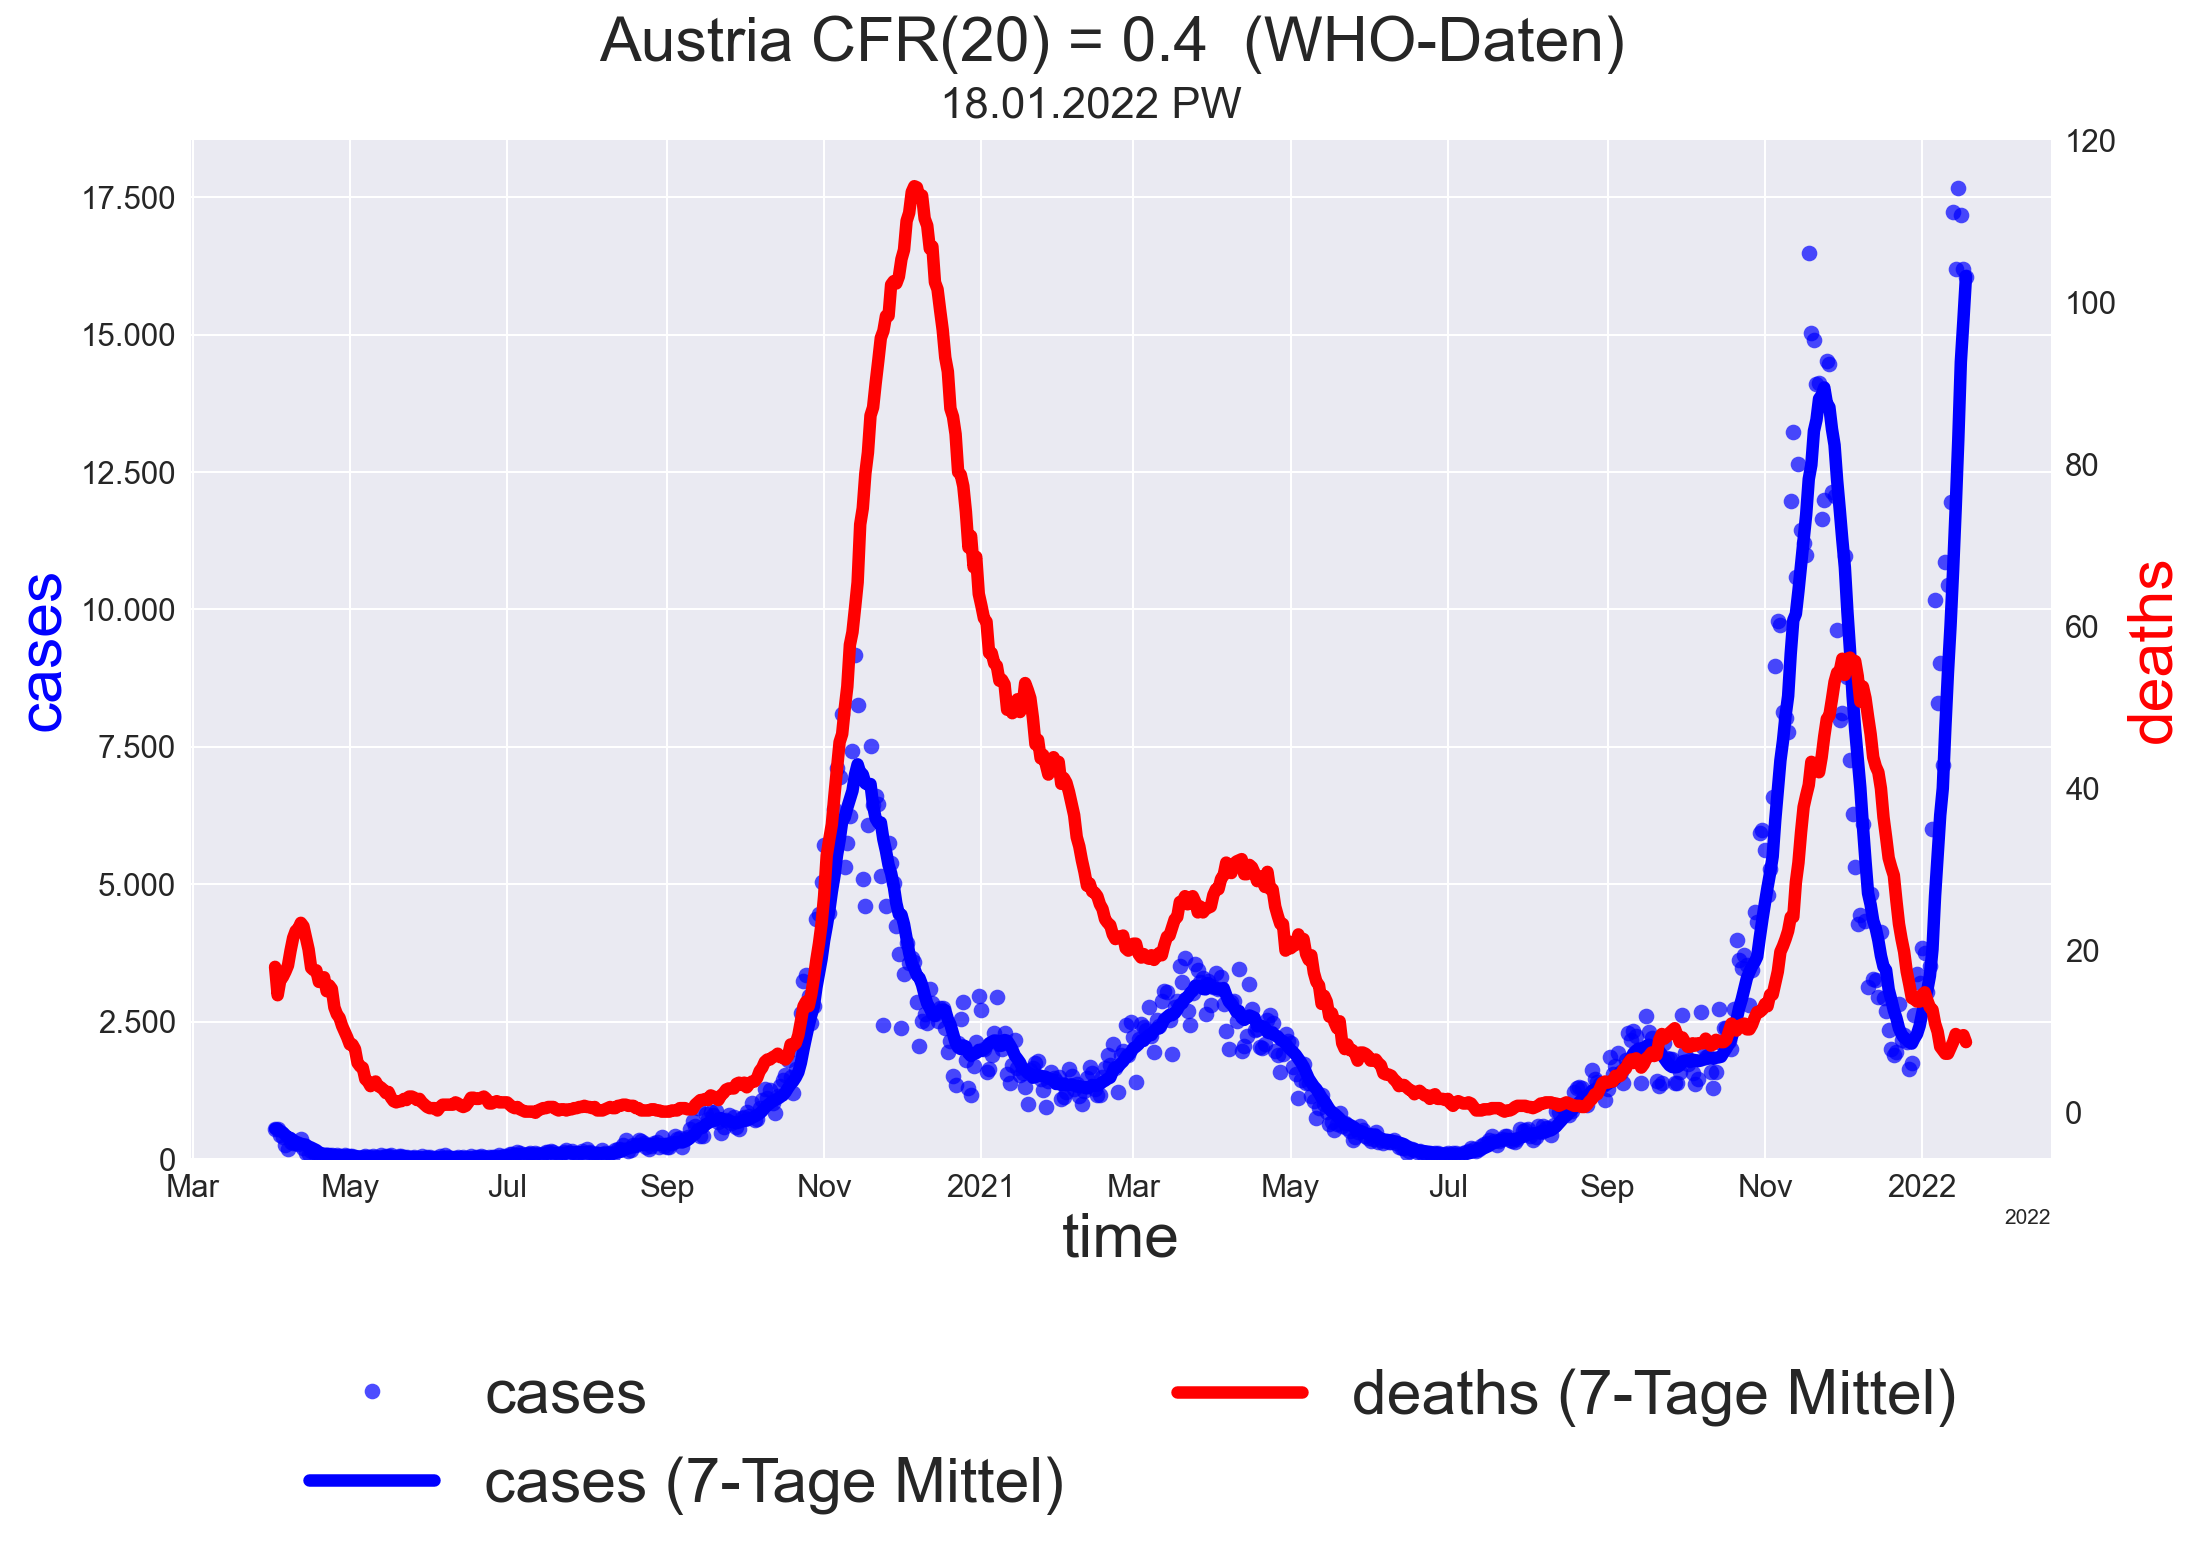 Austria CFR(20) = 0.4  (WHO-Daten)
18.01.2022 PW
120
17.500
100
15.000
12.500
80
cases
deaths
10.000
60
7.500
40
5.000
20
2.500
0
0
Mar May Jul Sep Nov 2021 Mar May Jul Sep Nov 2022
2022
time
cases
deaths (7-Tage Mittel)
cases (7-Tage Mittel)